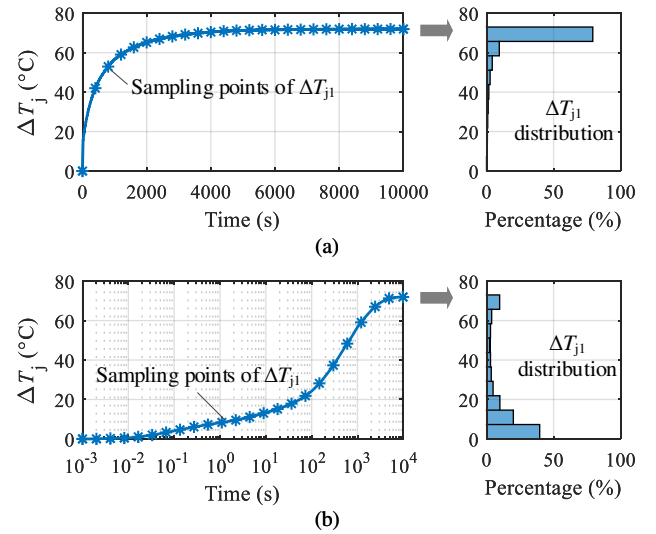 80
60
40
20
0
ΔTj (°C)
Sampling points of ΔTj1
0 2000 4000 6000 8000 10000
Time (s)
80
60
40
20
0
ΔTj1
distribution
0 50 100
Percentage (%)
(a)
80
60
40
20
0
ΔTj (°C)
Sampling points of ΔTj1
10-3 10-2 10-1 100 101 102 103 104
Time (s)
80
60
40
20
0
ΔTj1
distribution
0 50 100
Percentage (%)
(b)